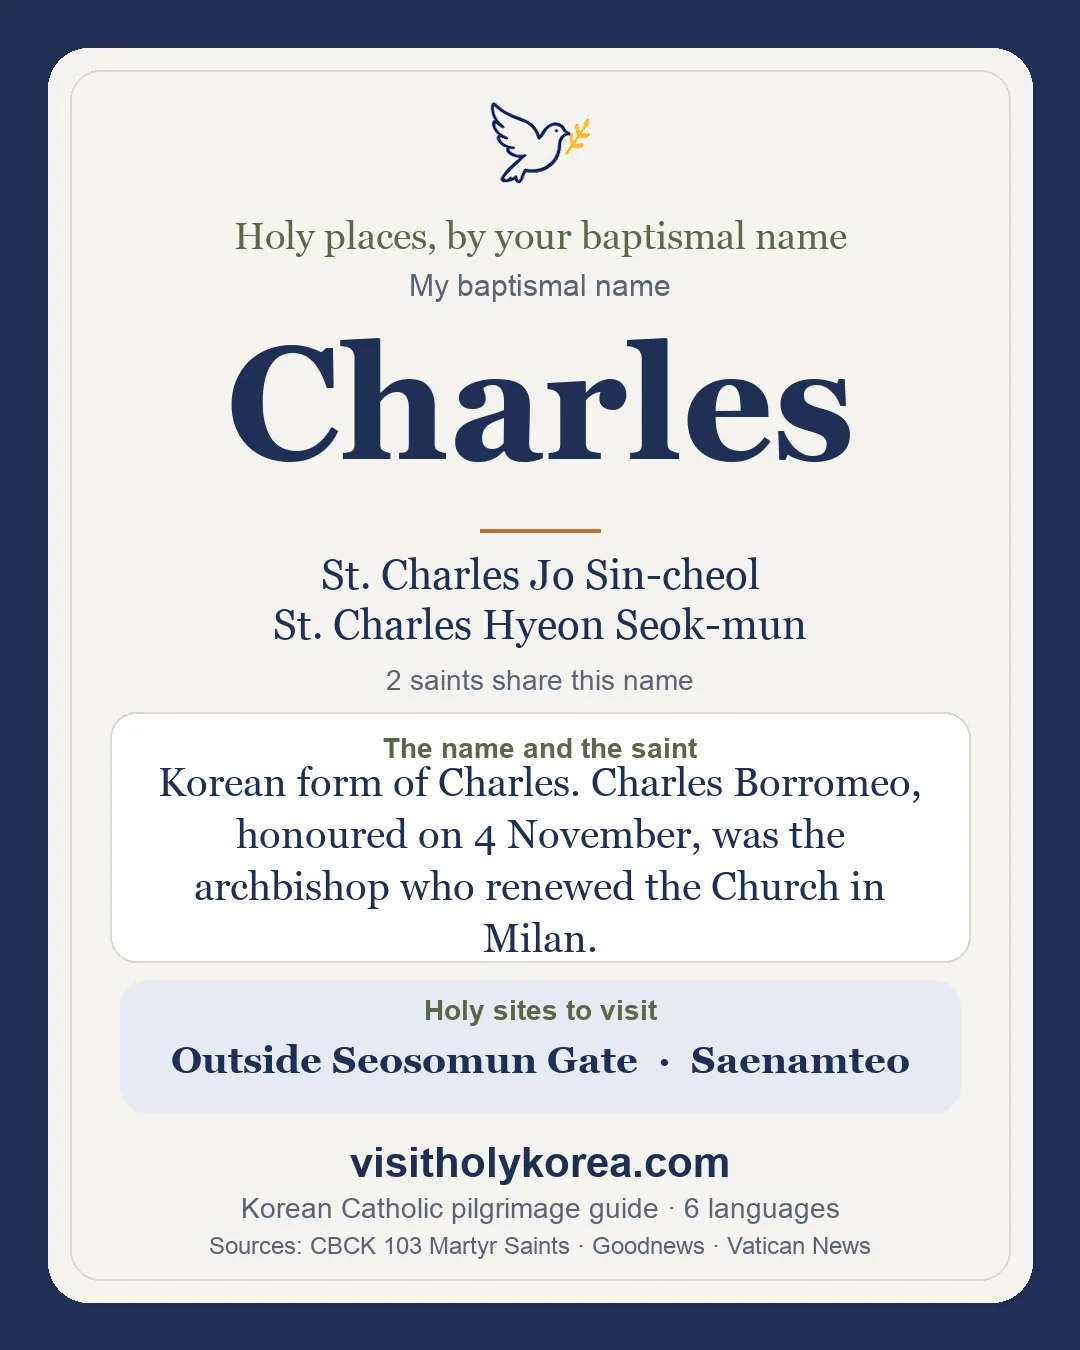 Holy places, by your baptismal name
My baptismal name
Charles
St. Charles Jo Sin-cheol
St. Charles Hyeon Seok-mun
2 saints share this name
The name and the saint
Korean form of Charles. Charles Borromeo,
honoured on 4 November, was the
archbishop who renewed the Church in
Milan.
Holy sites to visit
Outside Seosomun Gate · Saenamteo
visitholykorea.com
Korean Catholic pilgrimage guide · 6 languages
Sources: CBCK 103 Martyr Saints · Goodnews · Vatican News